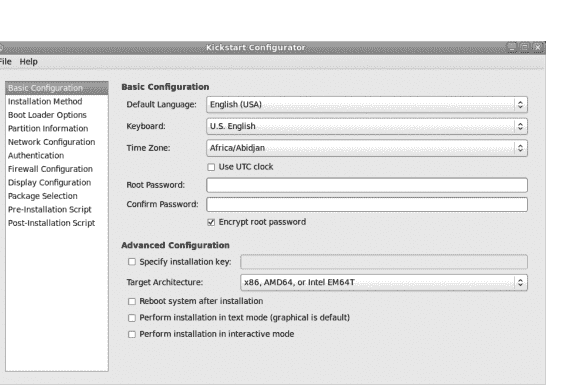 Kickstart Configurator
File Help
Basic Configuration
Installation Method
Boot Loader Options
Partition Information
Network Configuration
Authentication
Firewall Configuration
Display Configuration
Package Selection
Pre-Installation Script
Post-Installation Script
Basic Configuration
Default Language: English (USA)
Keyboard: U.S. English
Time Zone: Africa/Abidjan
Use UTC clock
Root Password:
Confirm Password:
Encrypt root password
Advanced Configuration
Specify installation key:
Target Architecture: x86, AMD64, or Intel EM64T
Reboot system after installation
Perform installation in text mode (graphical is default)
Perform installation in interactive mode